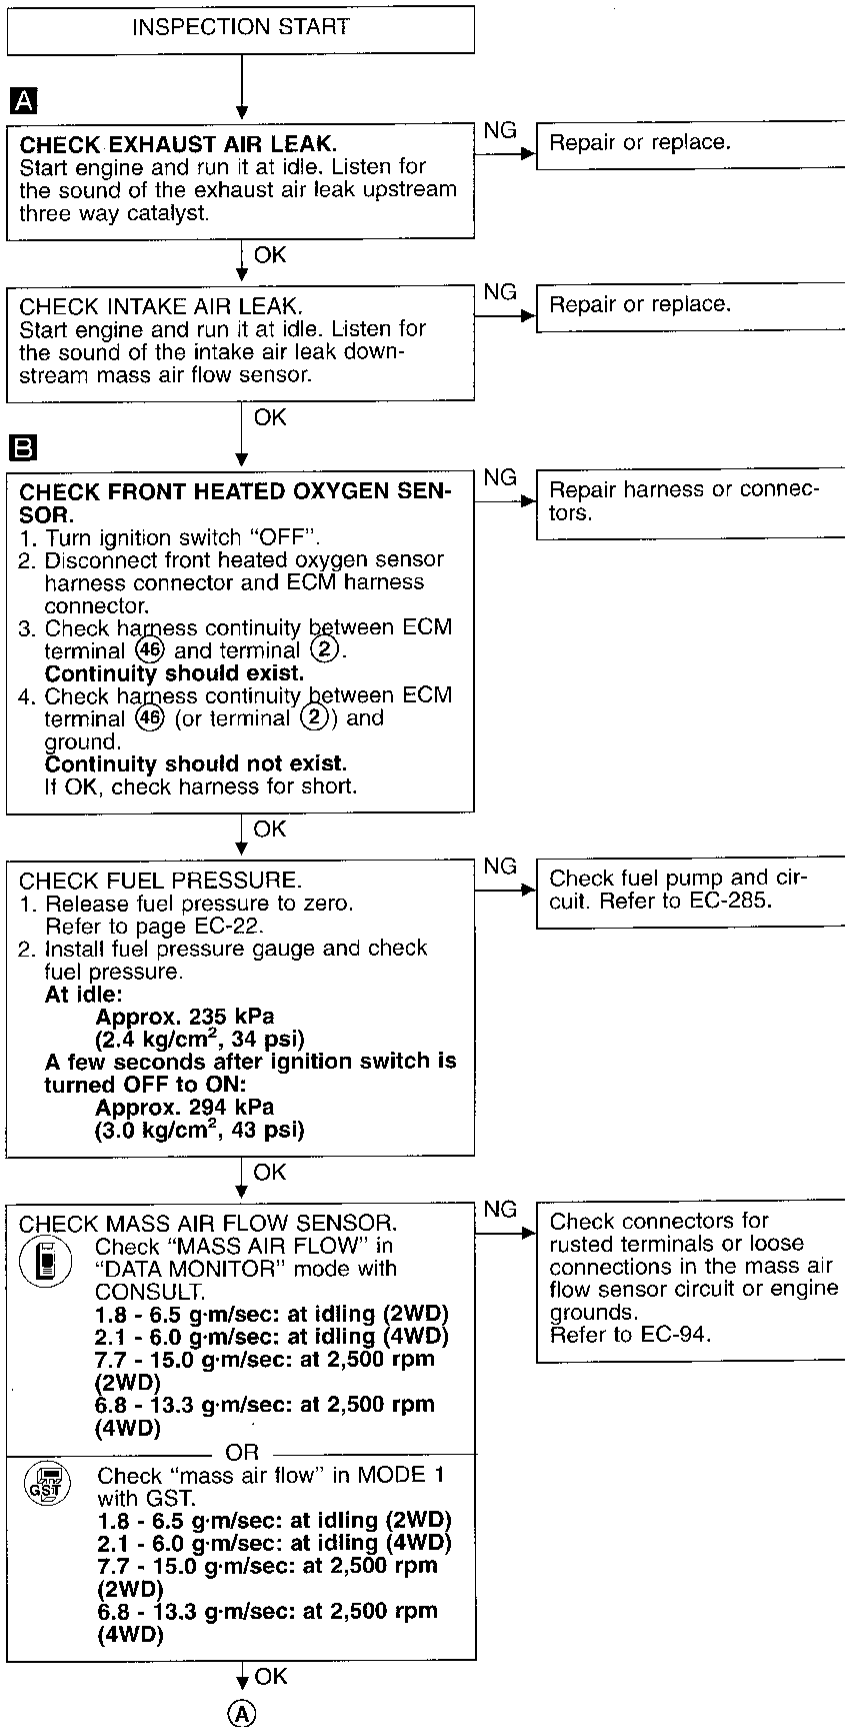 INSPECTION START
A
CHECK EXHAUST AIR LEAK.
Start engine and run it at idle. Listen for
the sound of the exhaust air leak upstream
three way catalyst.
NG
Repair or replace.
OK
CHECK INTAKE AIR LEAK.
Start engine and run it at idle. Listen for
the sound of the intake air leak down-
stream mass air flow sensor.
NG
Repair or replace.
OK
B
CHECK FRONT HEATED OXYGEN SEN-
SOR.
1. Turn ignition switch “OFF”.
2. Disconnect front heated oxygen sensor
harness connector and ECM harness
connector.
3. Check harness continuity between ECM
terminal 46 and terminal 2.
Continuity should exist.
4. Check harness continuity between ECM
terminal 46 (or terminal 2) and
ground.
Continuity should not exist.
If OK, check harness for short.
NG
Repair harness or connec-
tors.
OK
CHECK FUEL PRESSURE.
1. Release fuel pressure to zero.
Refer to page EC-22.
2. Install fuel pressure gauge and check
fuel pressure.
At idle:
Approx. 235 kPa
(2.4 kg/cm², 34 psi)
A few seconds after ignition switch is
turned OFF to ON:
Approx. 294 kPa
(3.0 kg/cm², 43 psi)
NG
Check fuel pump and cir-
cuit. Refer to EC-285.
OK
CHECK MASS AIR FLOW SENSOR.
Check “MASS AIR FLOW” in
“DATA MONITOR” mode with
CONSULT.
1.8 - 6.5 g·m/sec: at idling (2WD)
2.1 - 6.0 g·m/sec: at idling (4WD)
7.7 - 15.0 g·m/sec: at 2,500 rpm
(2WD)
6.8 - 13.3 g·m/sec: at 2,500 rpm
(4WD)
OR
GST
Check “mass air flow” in MODE 1
with GST.
1.8 - 6.5 g·m/sec: at idling (2WD)
2.1 - 6.0 g·m/sec: at idling (4WD)
7.7 - 15.0 g·m/sec: at 2,500 rpm
(2WD)
6.8 - 13.3 g·m/sec: at 2,500 rpm
(4WD)
NG
Check connectors for
rusted terminals or loose
connections in the mass air
flow sensor circuit or engine
grounds.
Refer to EC-94.
OK
A